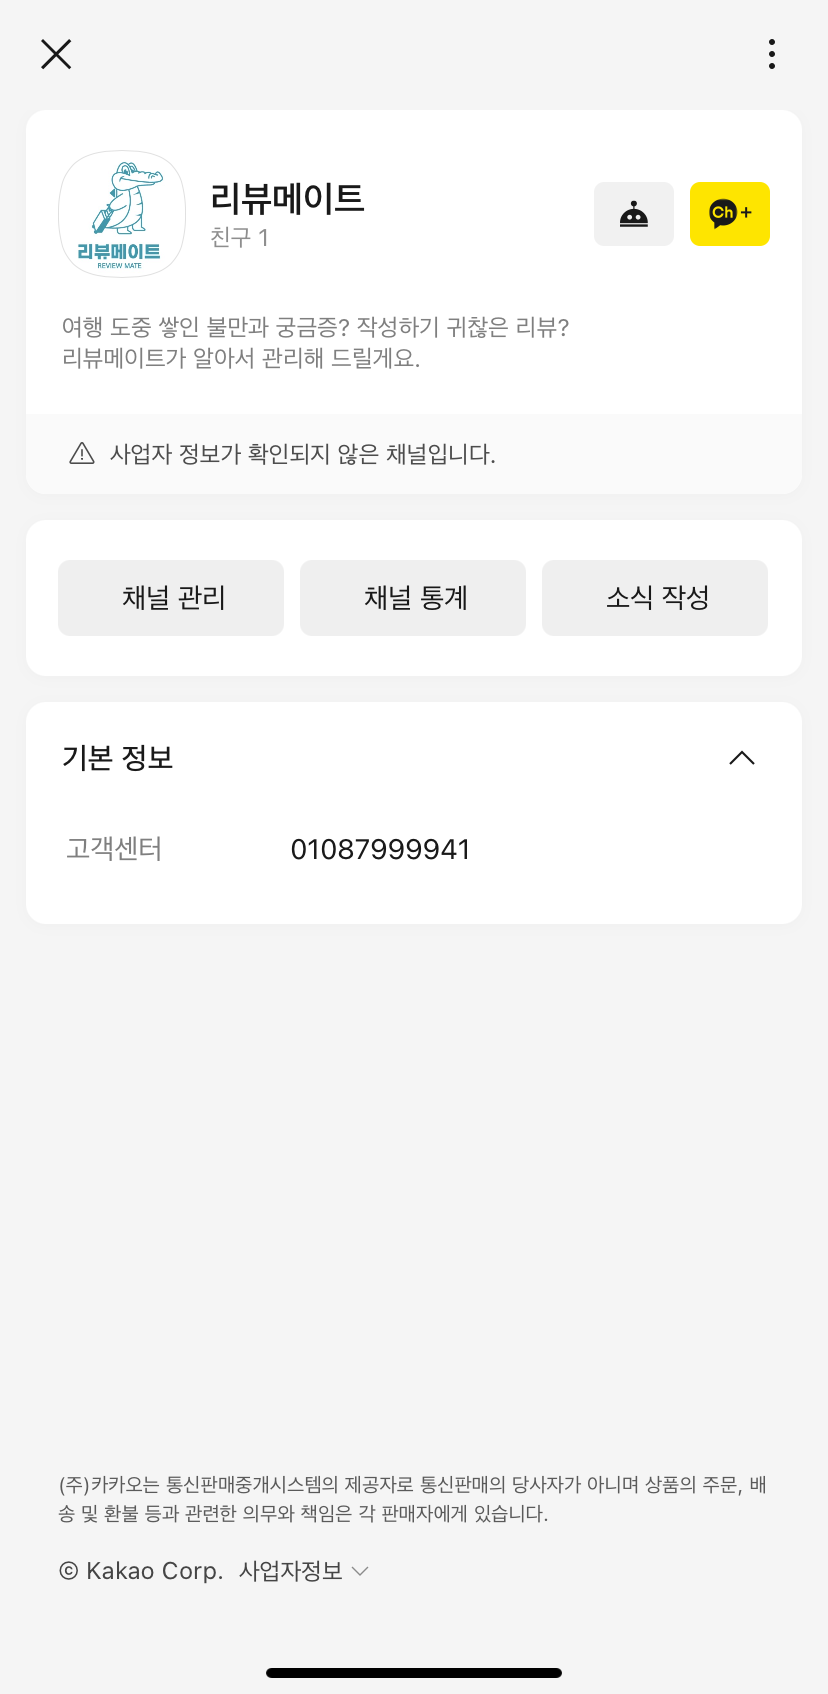 리뷰메이트
REVIEW MATE
리뷰메이트
친구 1
Ch+
여행 도중 쌓인 불만과 궁금증? 작성하기 귀찮은 리뷰?
리뷰메이트가 알아서 관리해 드릴게요.
사업자 정보가 확인되지 않은 채널입니다.
채널 관리
채널 통계
소식 작성
기본 정보
고객센터 01087999941
(주)카카오는 통신판매중개시스템의 제공자로 통신판매의 당사자가 아니며 상품의 주문, 배
송 및 환불 등과 관련한 의무와 책임은 각 판매자에게 있습니다.
© Kakao Corp. 사업자정보